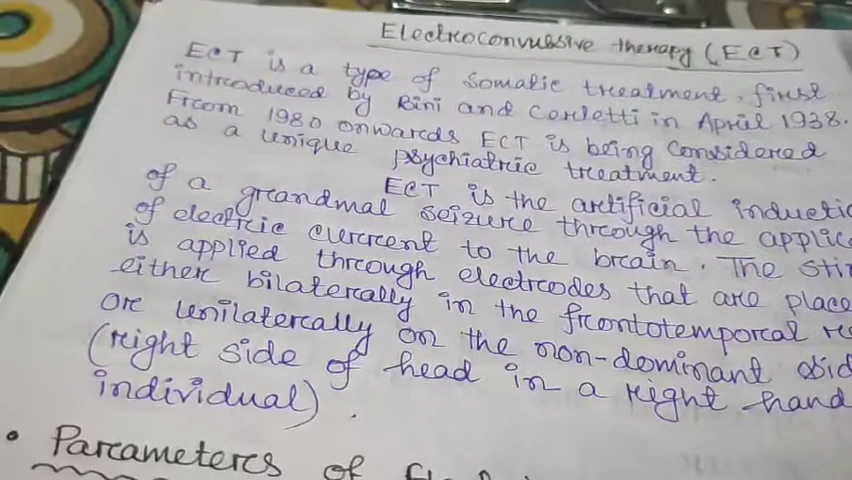 Electroconvulsive therapy (ECT)
ECT is a type of somatic treatment, first
introduced by Bini and Cerletti in April 1938.
From 1980 onwards ECT is being considered
as a unique psychiatric treatment.
ECT is the artificial inducti
of a grandmal seizure through the applic
of electric current to the brain. The sti
is applied through electrodes that are place
either bilaterally in the frontotemporal re
or unilaterally on the non-dominant sid
(right side of head in a right hand
individual).
• Parameters of